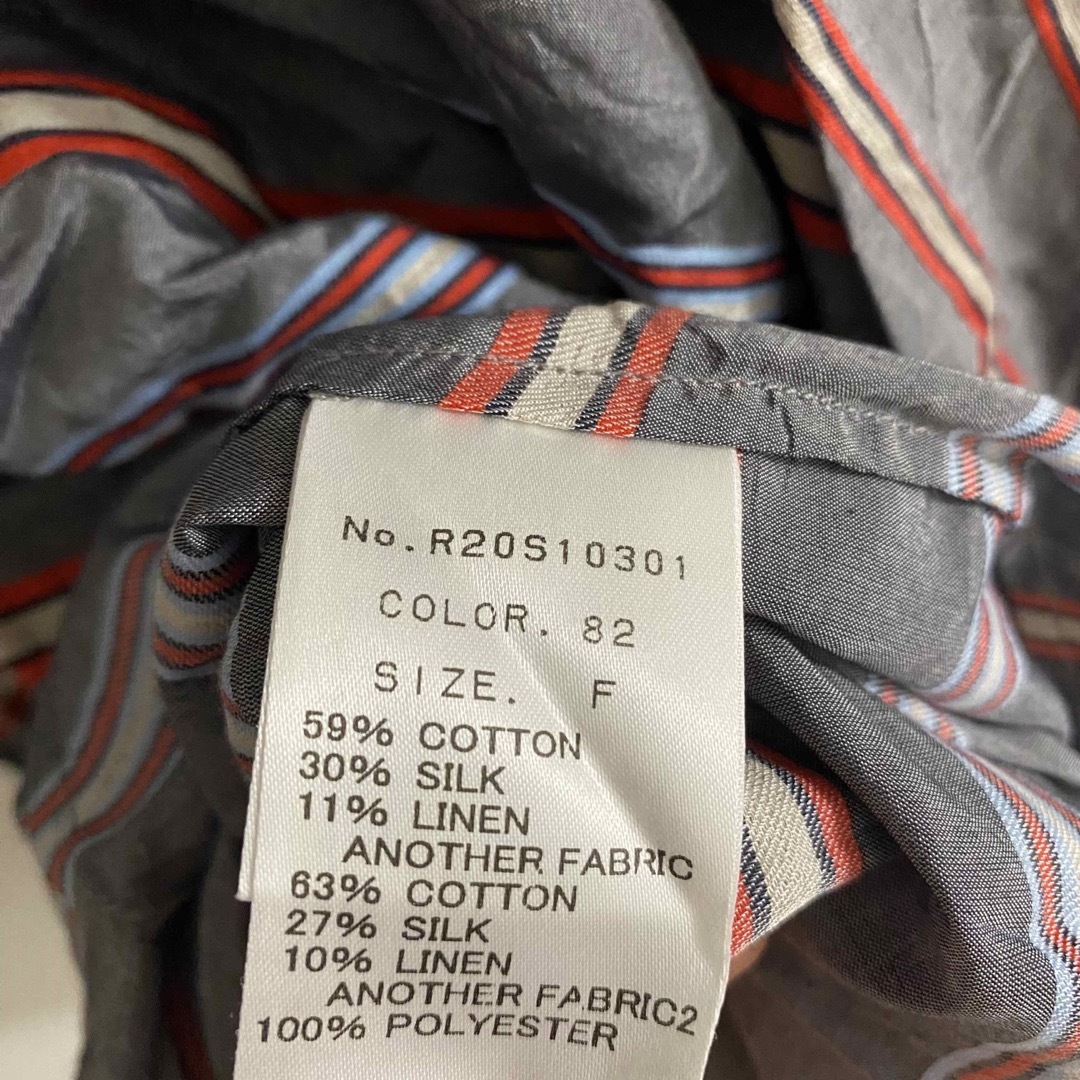 No.R20S10301
COLOR. 82
SIZE. F
59% COTTON
30% SILK
11% LINEN
ANOTHER FABRIC
63% COTTON
27% SILK
10% LINEN
ANOTHER FABRIC2
100% POLYESTER